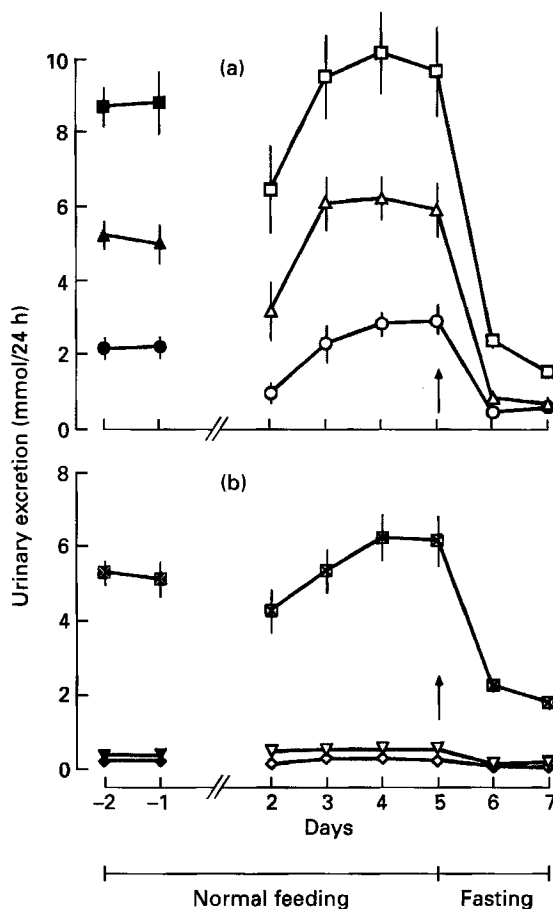 10
(a)
8
6
4
2
0
Urinary excretion (mmol/24 h)
8
(b)
6
4
2
0
–2 –1 2 3 4 5 6 7
Days
Normal feeding Fasting